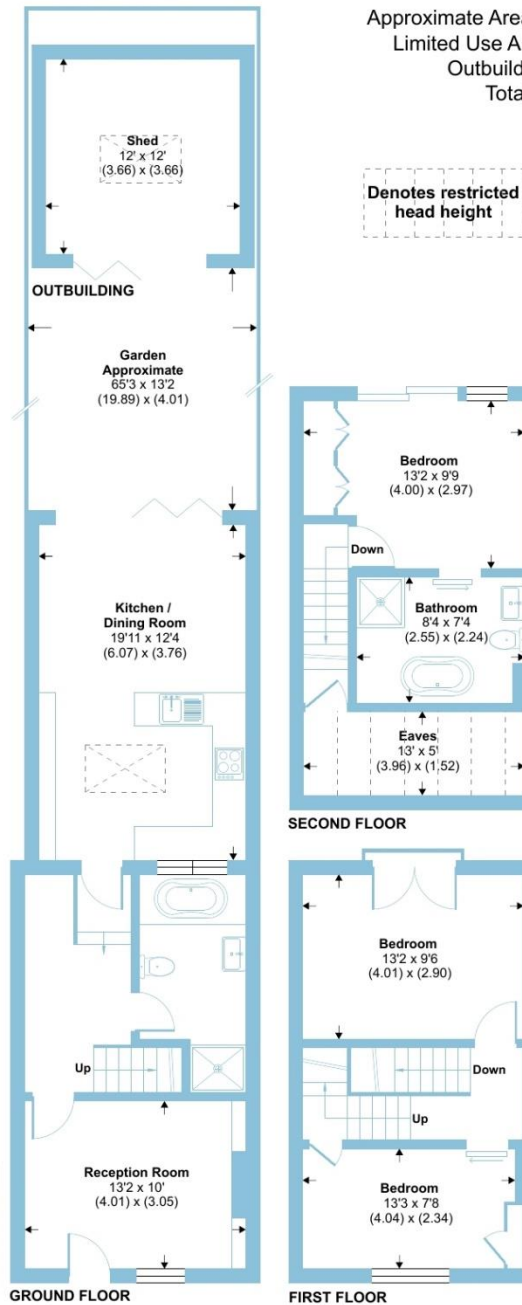 Approximate Area
Limited Use A
Outbuild
Tota
Denotes restricted
head height
Shed
12' x 12'
(3.66) x (3.66)
OUTBUILDING
Garden
Approximate
65'3 x 13'2
(19.89) x (4.01)
Kitchen /
Dining Room
19'11 x 12'4
(6.07) x (3.76)
Up
Reception Room
13'2 x 10'
(4.01) x (3.05)
GROUND FLOOR
Bedroom
13'2 x 9'9
(4.00) x (2.97)
Down
Bathroom
8'4 x 7'4
(2.55) x (2.24)
Eaves
13' x 5'
(3.96) x (1.52)
SECOND FLOOR
Bedroom
13'2 x 9'6
(4.01) x (2.90)
Down
Up
Bedroom
13'3 x 7'8
(4.04) x (2.34)
FIRST FLOOR